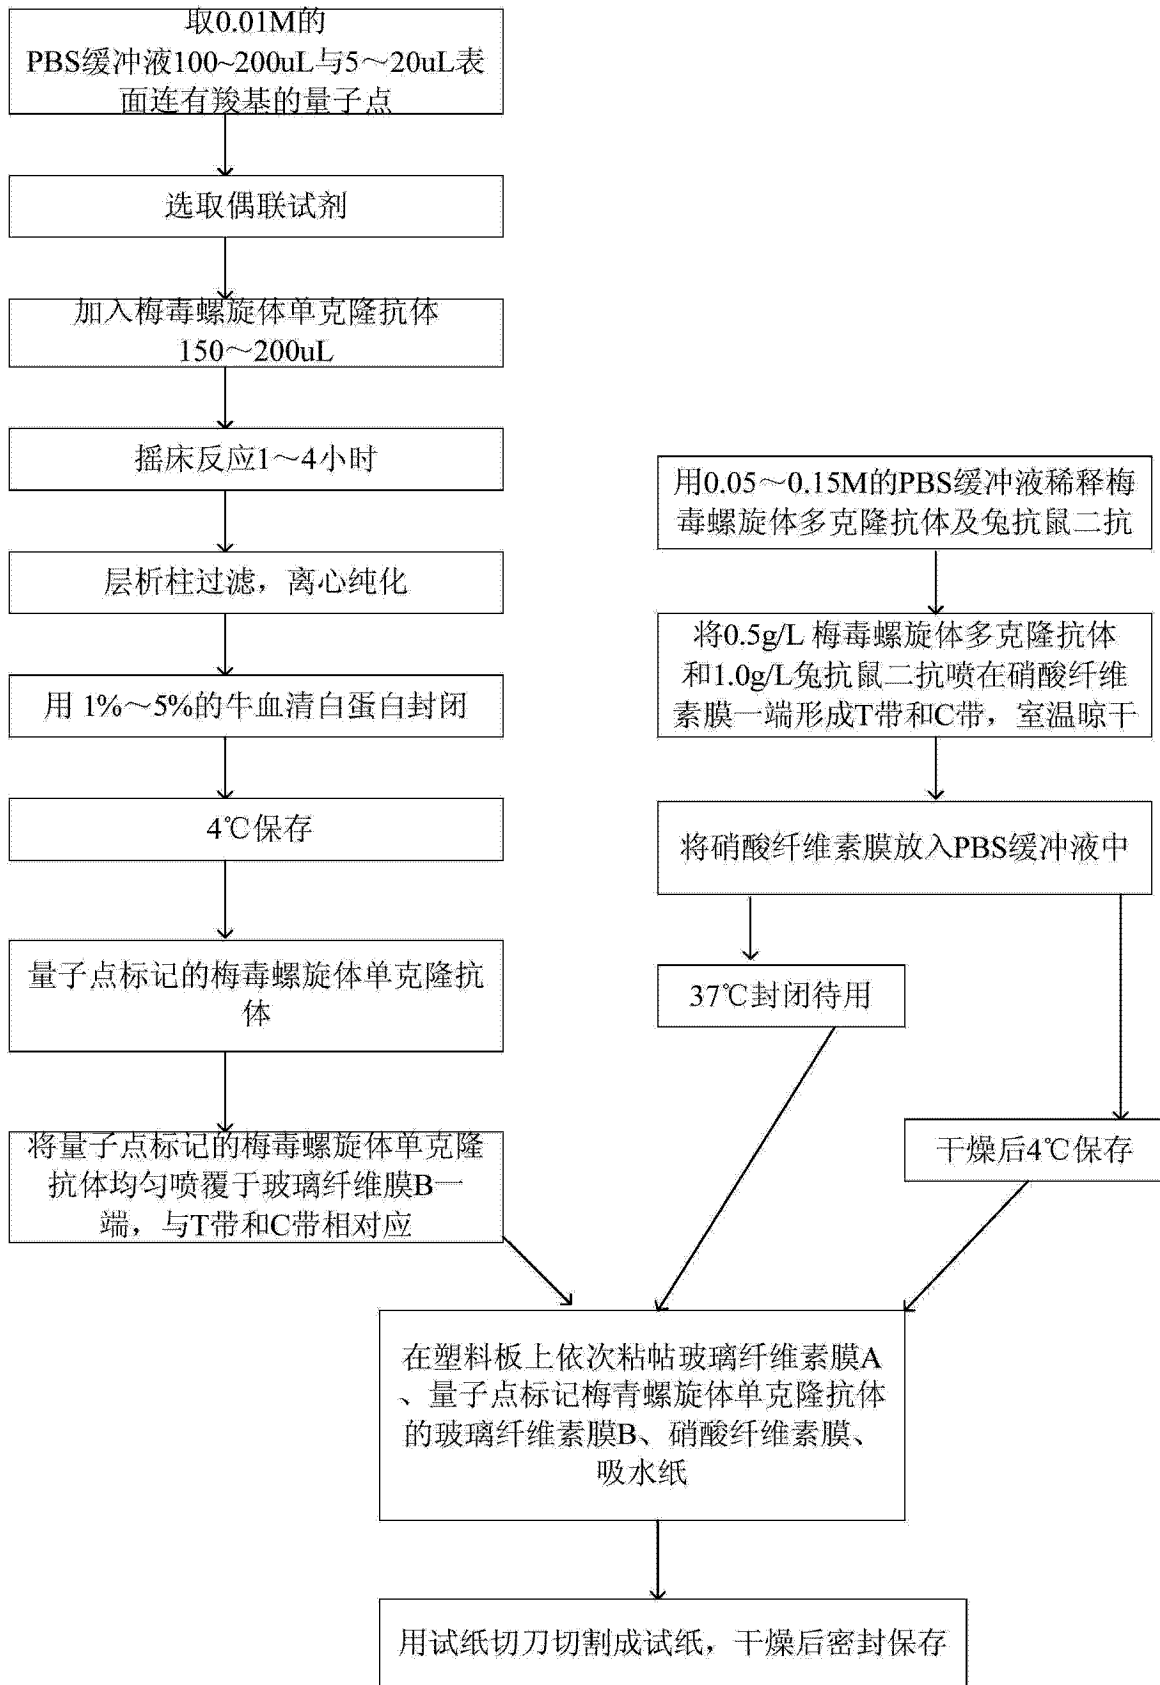 取0.01M的
PBS缓冲液100~200uL与5～20uL表
面连有羧基的量子点
选取偶联试剂
加入梅毒螺旋体单克隆抗体
150～200uL
摇床反应1～4小时
层析柱过滤，离心纯化
用 1%～5%的牛血清白蛋白封闭
4℃保存
量子点标记的梅毒螺旋体单克隆抗
体
将量子点标记的梅毒螺旋体单克隆
抗体均匀喷覆于玻璃纤维膜B一
端，与T带和C带相对应
用0.05～0.15M的PBS缓冲液稀释梅
毒螺旋体多克隆抗体及兔抗鼠二抗
将0.5g/L 梅毒螺旋体多克隆抗体
和1.0g/L兔抗鼠二抗喷在硝酸纤维
素膜一端形成T带和C带，室温晾干
将硝酸纤维素膜放入PBS缓冲液中
37℃封闭待用
干燥后4℃保存
在塑料板上依次粘帖玻璃纤维素膜A
、量子点标记梅青螺旋体单克隆抗体
的玻璃纤维素膜B、硝酸纤维素膜、
吸水纸
用试纸切刀切割成试纸，干燥后密封保存